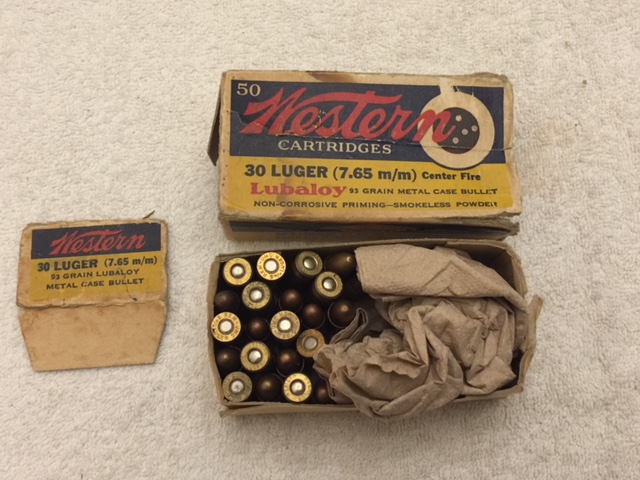 50
Western
CARTRIDGES
30 LUGER (7.65 m/m) Center Fire
Lubaloy 93 GRAIN METAL CASE BULLET
NON-CORROSIVE PRIMING—SMOKELESS POWDER
Western
30 LUGER (7.65 m/m)
93 GRAIN LUBALOY
METAL CASE BULLET